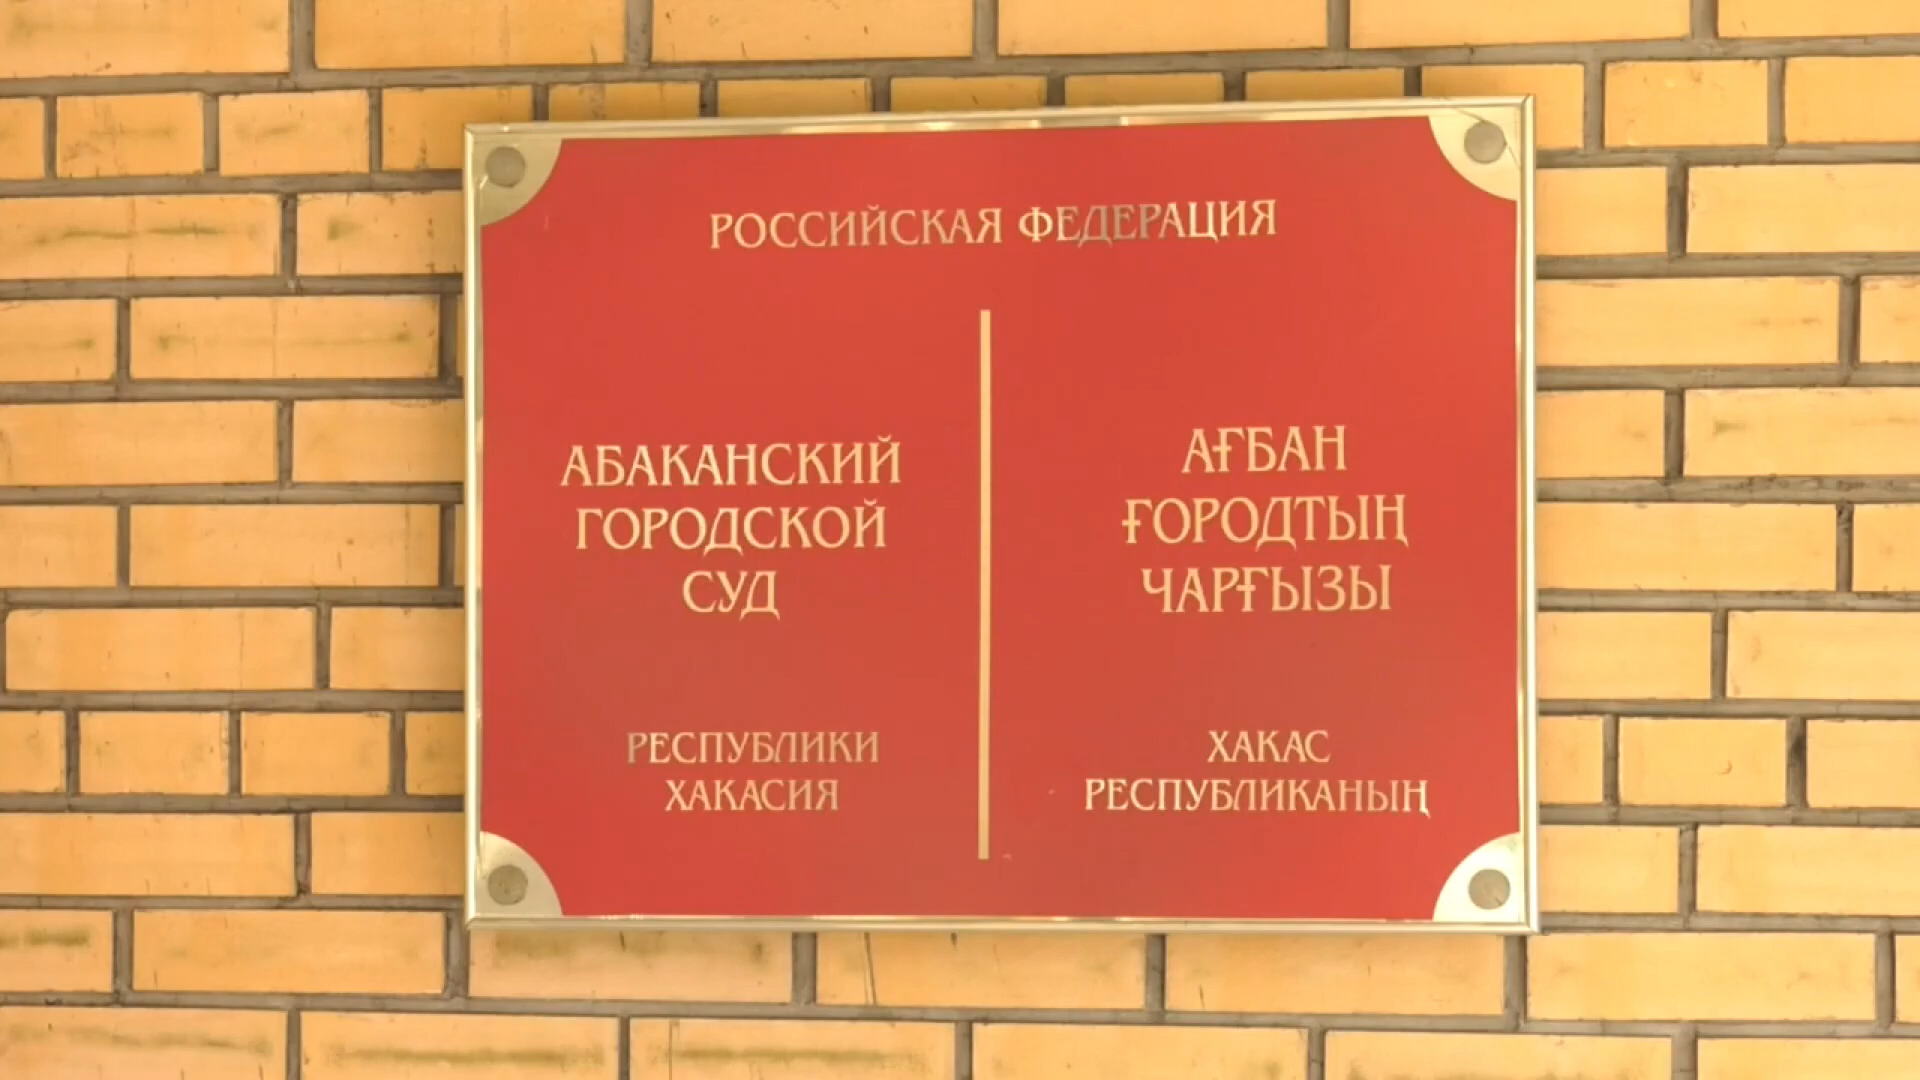 РОССИЙСКАЯ ФЕДЕРАЦИЯ
АБАКАНСКИЙ
ГОРОДСКОЙ
СУД
РЕСПУБЛИКИ
ХАКАСИЯ
АҒБАН
ҒОРОДТЫҢ
ЧАРҒЫЗЫ
ХАКАС
РЕСПУБЛИКАНЫҢ